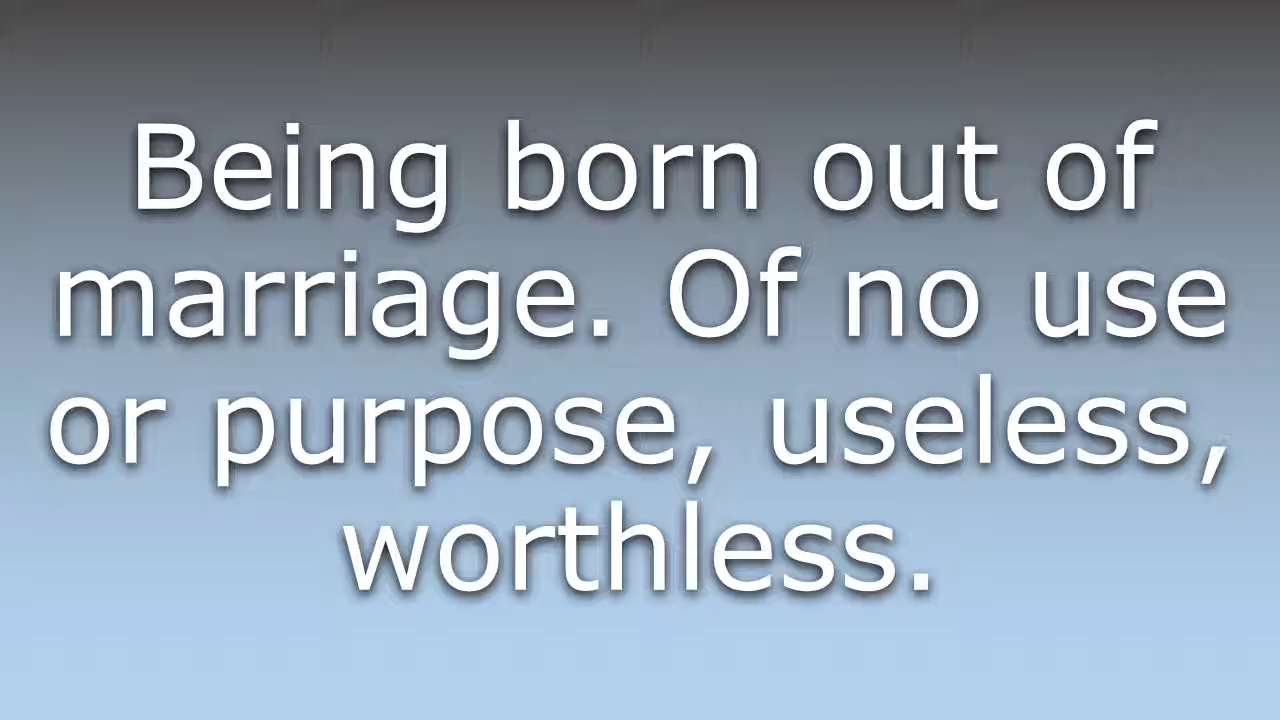 Being born out of
marriage. Of no use
or purpose, useless,
worthless.